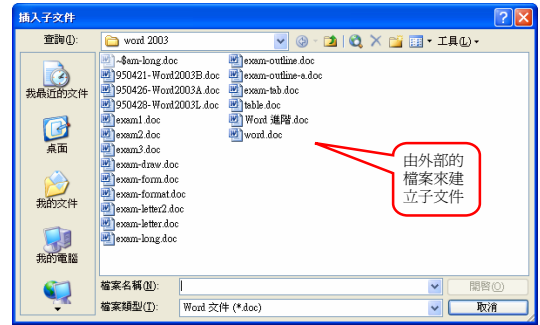 插入子文件
查詢(I):
word 2003
工具(L)
我最近的文件
桌面
我的文件
我的電腦
~$am-long.doc
950421-Word2003B.doc
950426-Word2003A.doc
950428-Word2003L.doc
exam1.doc
exam2.doc
exam3.doc
exam-draw.doc
exam-form.doc
exam-format.doc
exam-letter2.doc
exam-letter.doc
exam-long.doc
exam-outline.doc
exam-outline-a.doc
exam-tab.doc
table.doc
Word 進階.doc
word.doc
由外部的
檔案來建
立子文件
檔案名稱(N):
開啟(O)
檔案類型(T):
Word 文件 (*.doc)
取消